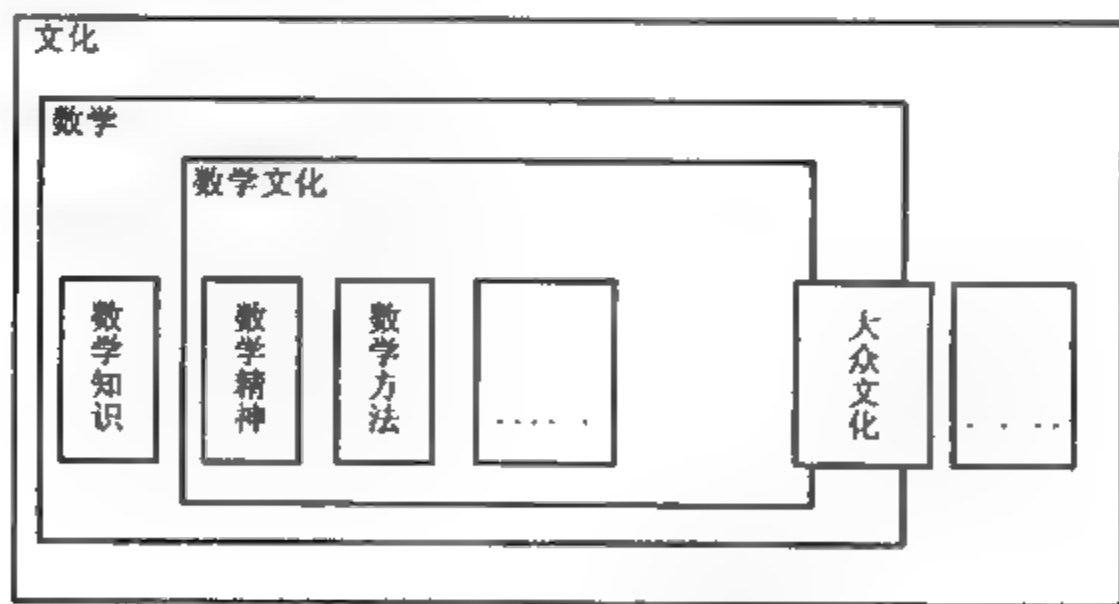 文化
数学
数学文化
数学知识
数学精神
数学方法
.....
大众文化
....